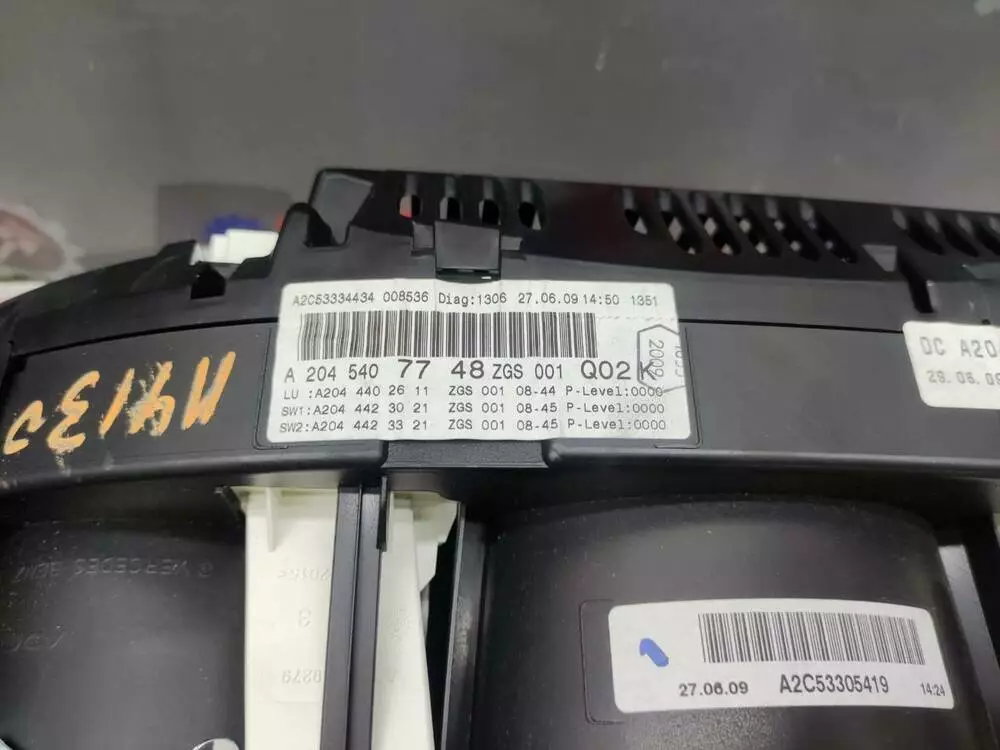 A2C53334434 008536 Diag:1306 27.06.09 14:50 1351
A 204 540 77 48 ZGS 001 Q02 K
2009
LU :A204 440 26 11 ZGS 001 08-44 P-Level:0000
SW1:A204 442 30 21 ZGS 001 08-45 P-Level:0000
SW2:A204 442 33 21 ZGS 001 08-45 P-Level:0000
DC A20
MERCEDES BENZ
27.06.09 A2C53305419 14:24